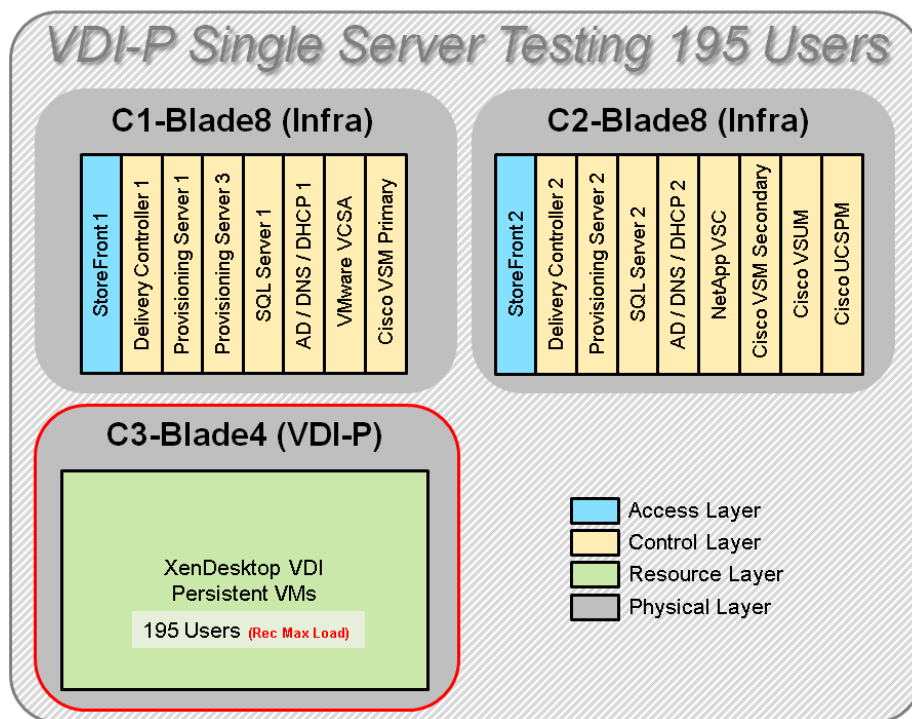 VDI-P Single Server Testing 195 Users
C1-Blade8 (Infra)
StoreFront 1
Delivery Controller 1
Provisioning Server 1
Provisioning Server 3
SQL Server 1
AD / DNS / DHCP 1
VMware VCSA
Cisco VSM Primary
C2-Blade8 (Infra)
StoreFront 2
Delivery Controller 2
Provisioning Server 2
SQL Server 2
AD / DNS / DHCP 2
NetApp VSC
Cisco VSM Secondary
Cisco VSUM
Cisco UCSPM
C3-Blade4 (VDI-P)
XenDesktop VDI
Persistent VMs
195 Users (Rec Max Load)
Access Layer
Control Layer
Resource Layer
Physical Layer